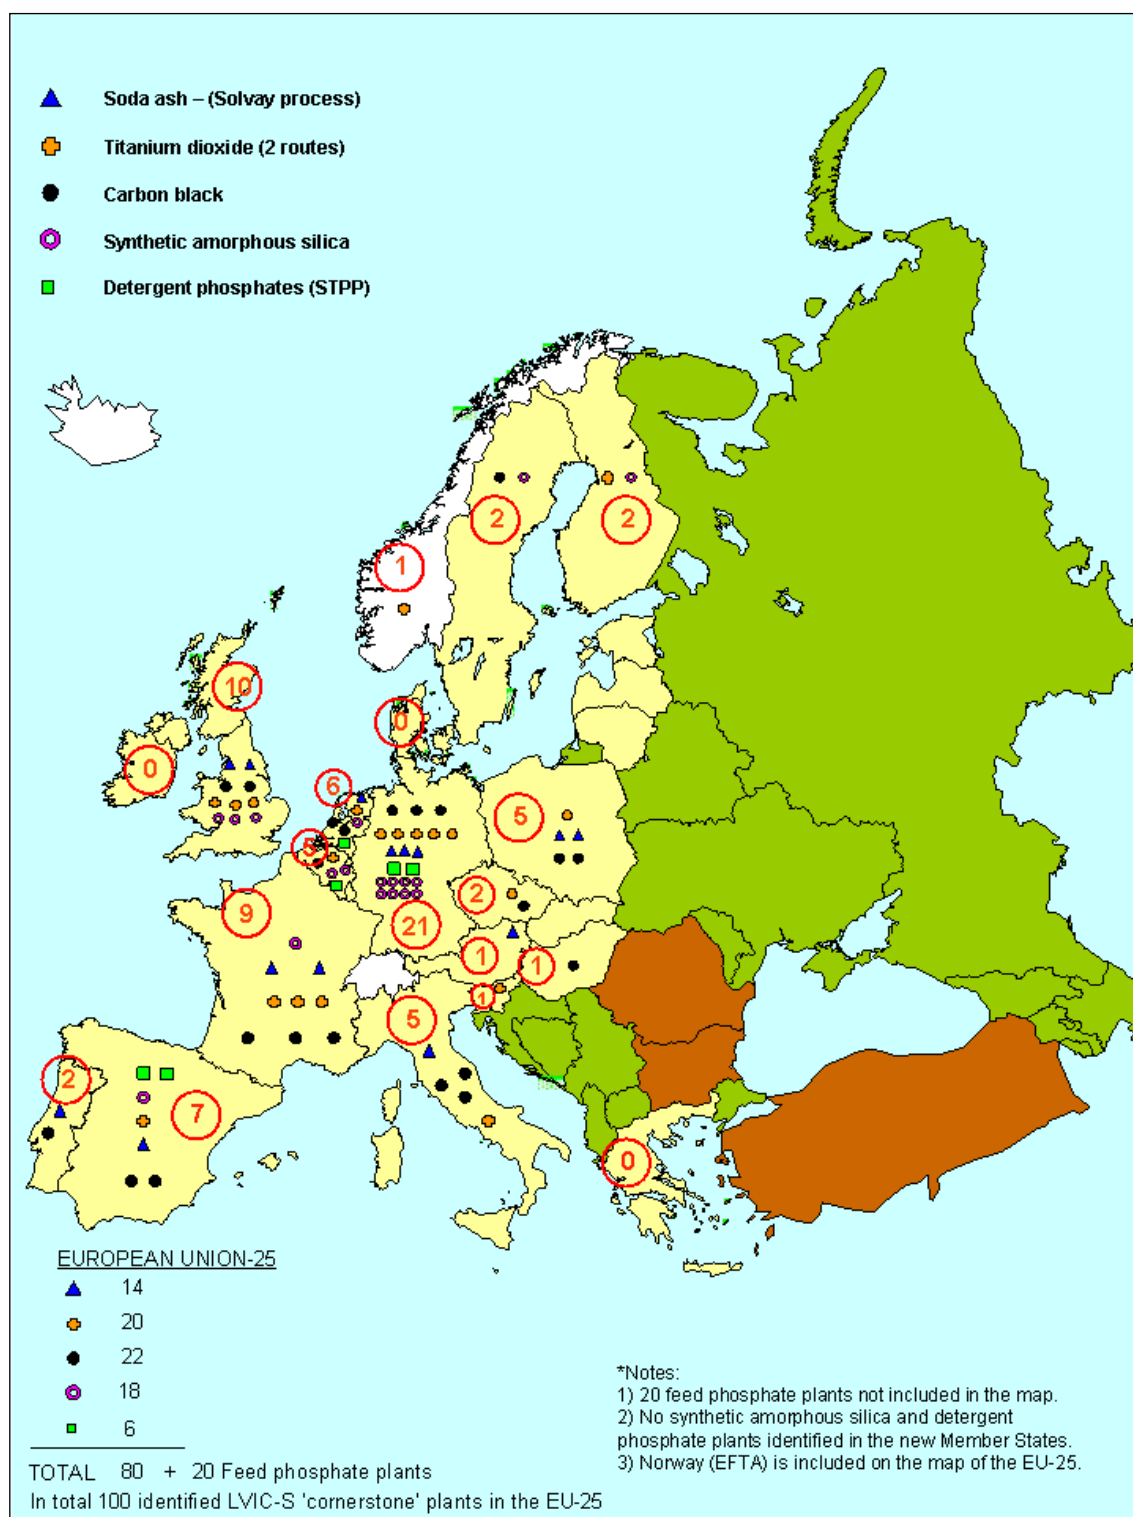 Soda ash – (Solvay process)
Titanium dioxide (2 routes)
Carbon black
Synthetic amorphous silica
Detergent phosphates (STPP)
2
2
1
10
0
0
6
5
5
2
9
21
1
1
1
5
2
7
0
EUROPEAN UNION-25
14
20
22
18
6
TOTAL 80 + 20 Feed phosphate plants
In total 100 identified LVIC-S 'cornerstone' plants in the EU-25
*Notes:
1) 20 feed phosphate plants not included in the map.
2) No synthetic amorphous silica and detergent
phosphate plants identified in the new Member States.
3) Norway (EFTA) is included on the map of the EU-25.